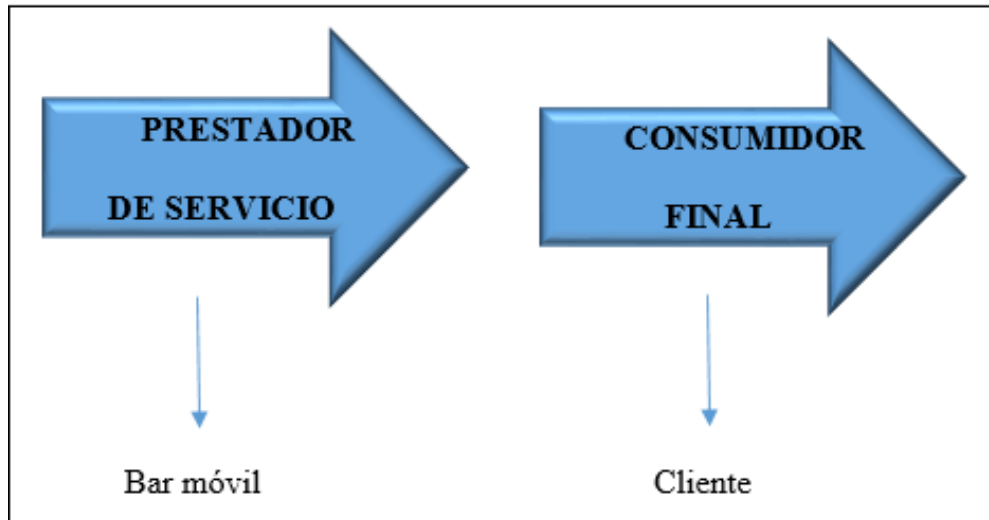 PRESTADOR
DE SERVICIO
CONSUMIDOR
FINAL
Bar móvil
Cliente